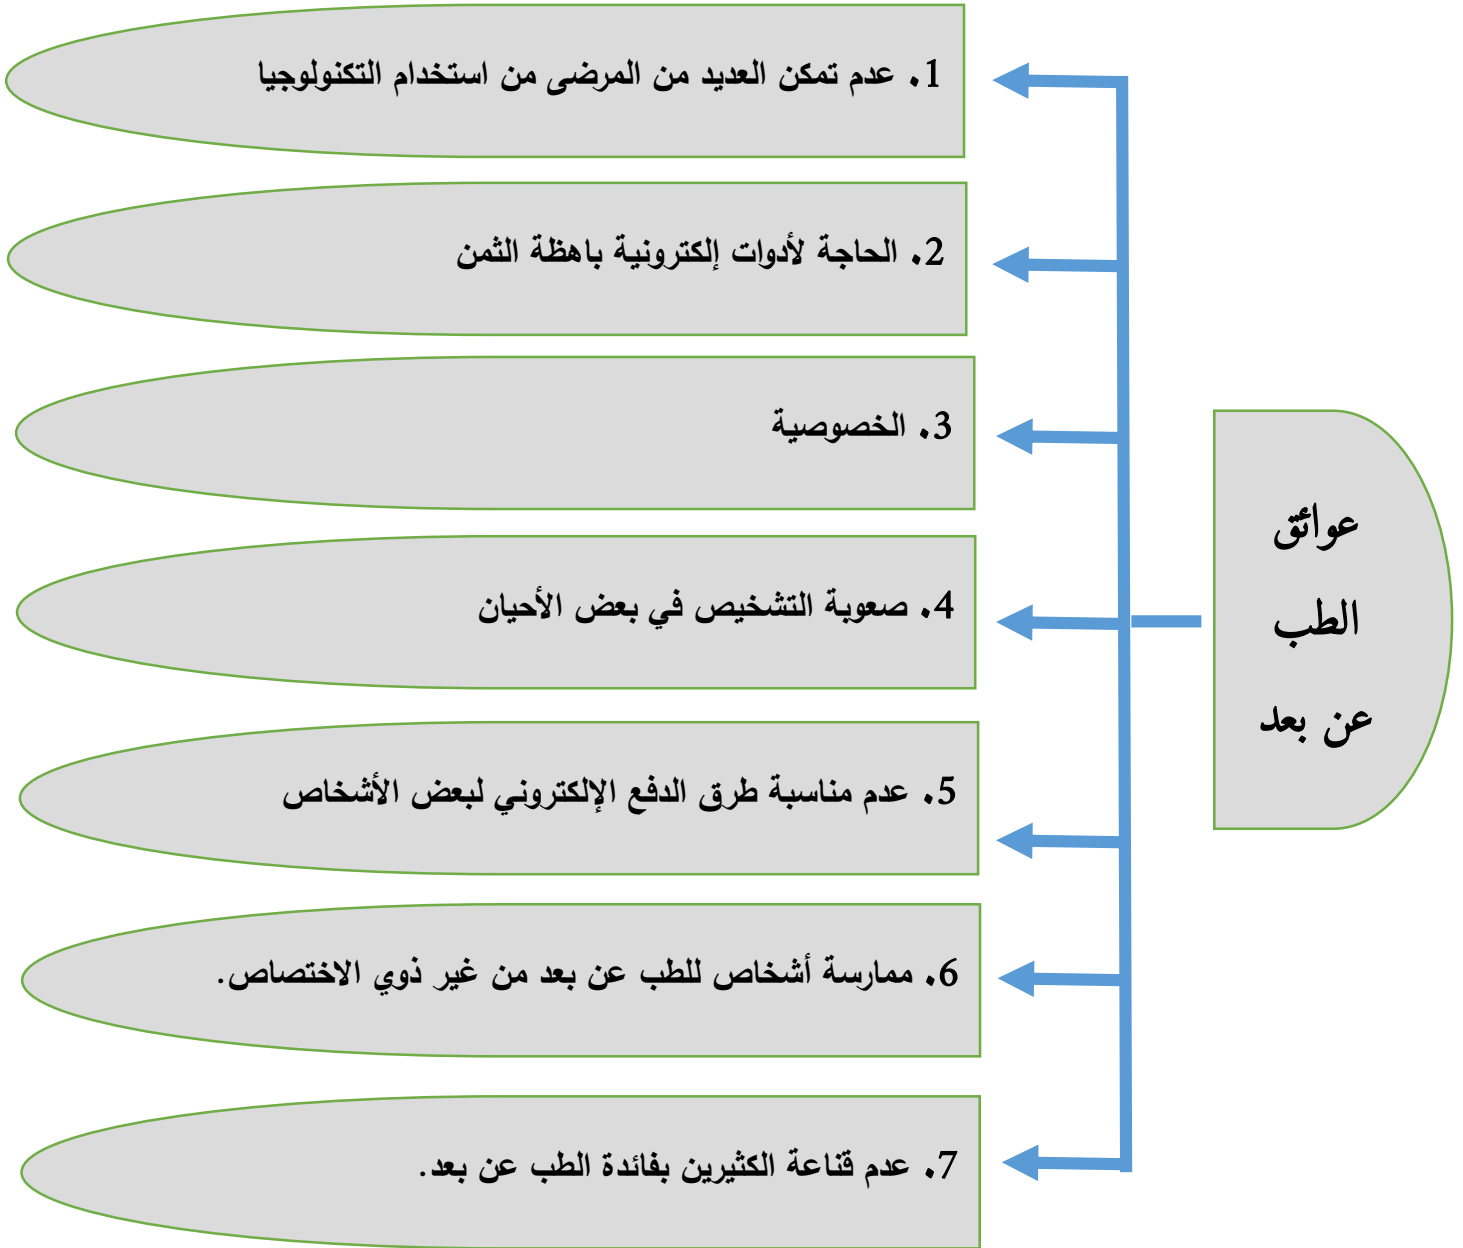 عوائق
الطب
عن بعد
1. عدم تمكن العديد من المرضى من استخدام التكنولوجيا
2. الحاجة لأدوات إلكترونية باهظة الثمن
3. الخصوصية
4. صعوبة التشخيص في بعض الأحيان
5. عدم مناسبة طرق الدفع الإلكتروني لبعض الأشخاص
6. ممارسة أشخاص للطب عن بعد من غير ذوي الاختصاص.
7. عدم قناعة الكثيرين بفائدة الطب عن بعد.